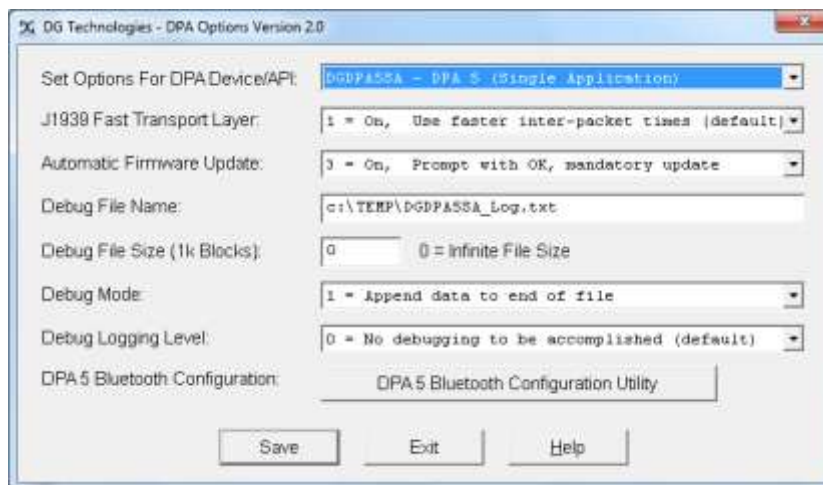 DG Technologies - DPA Options Version 2.0
Set Options For DPA Device/API: DGDPA5SA - DPA 5 (Single Application)
J1939 Fast Transport Layer: 1 = On, Use faster inter-packet times (default)
Automatic Firmware Update: 3 = On, Prompt with OK, mandatory update
Debug File Name: c:\TEMP\DGDPA5SA_Log.txt
Debug File Size (1k Blocks): 0 0 = Infinite File Size
Debug Mode: 1 = Append data to end of file
Debug Logging Level: 0 = No debugging to be accomplished (default)
DPA 5 Bluetooth Configuration: DPA 5 Bluetooth Configuration Utility
Save Exit Help